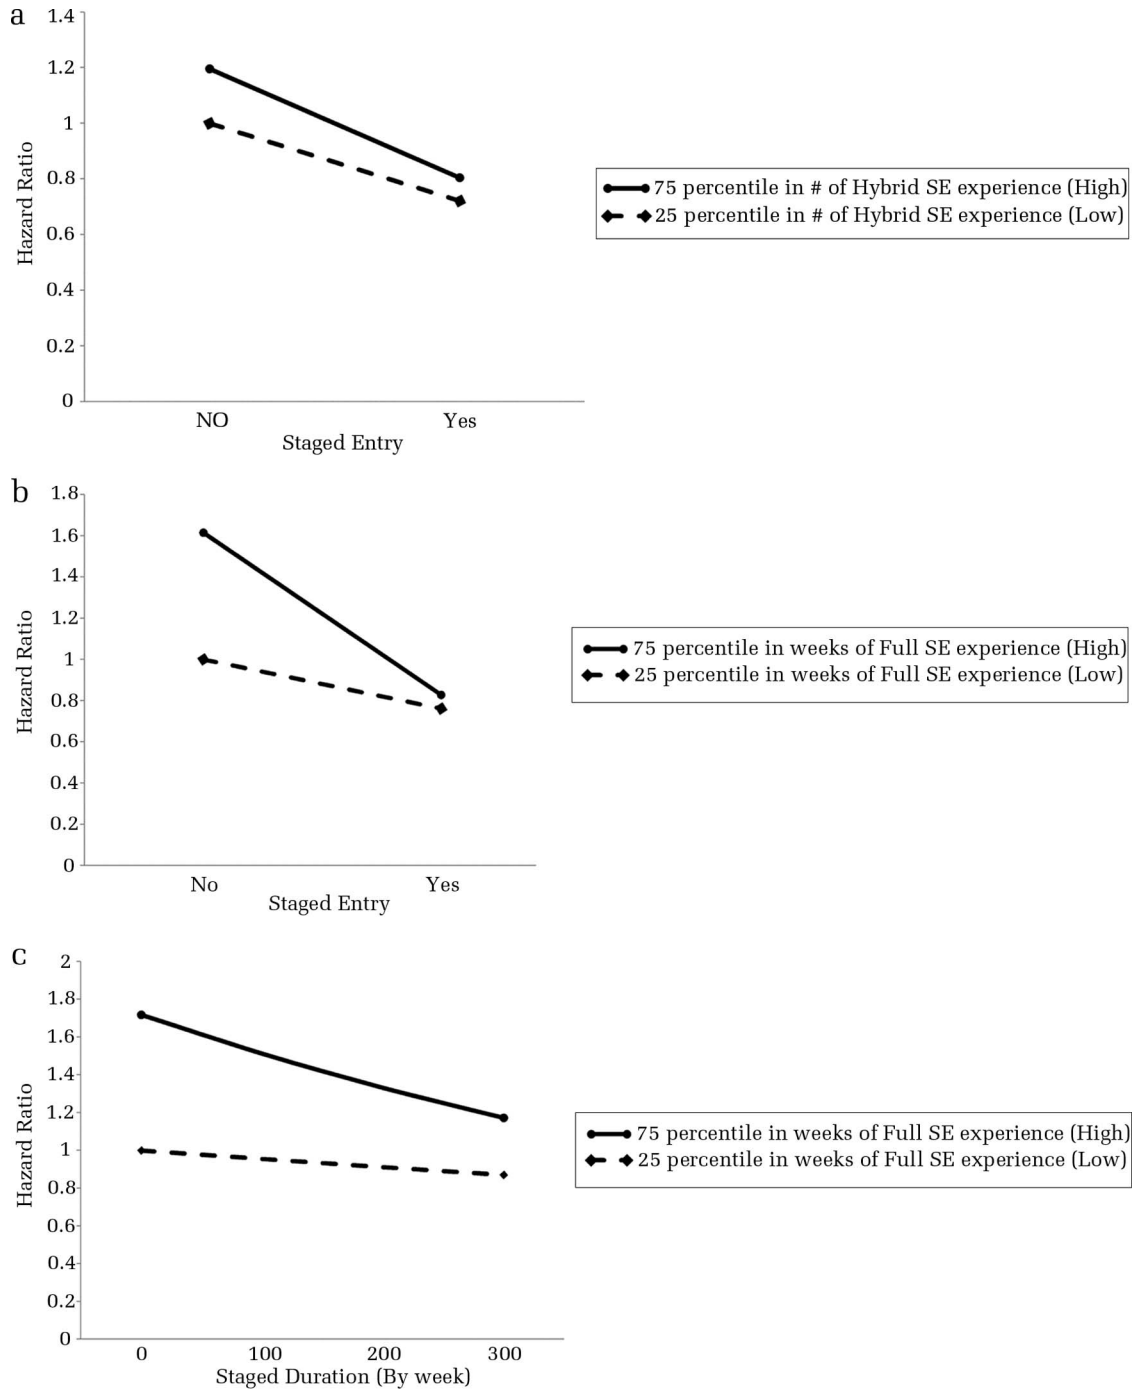 a
1.4
1.2
1
0.8
0.6
0.4
0.2
0
Hazard Ratio
NO
Yes
Staged Entry
75 percentile in # of Hybrid SE experience (High)
25 percentile in # of Hybrid SE experience (Low)
b
1.8
1.6
1.4
1.2
1
0.8
0.6
0.4
0.2
0
Hazard Ratio
No
Yes
Staged Entry
75 percentile in weeks of Full SE experience (High)
25 percentile in weeks of Full SE experience (Low)
c
2
1.8
1.6
1.4
1.2
1
0.8
0.6
0.4
0.2
0
Hazard Ratio
0
100
200
300
Staged Duration (By week)
75 percentile in weeks of Full SE experience (High)
25 percentile in weeks of Full SE experience (Low)